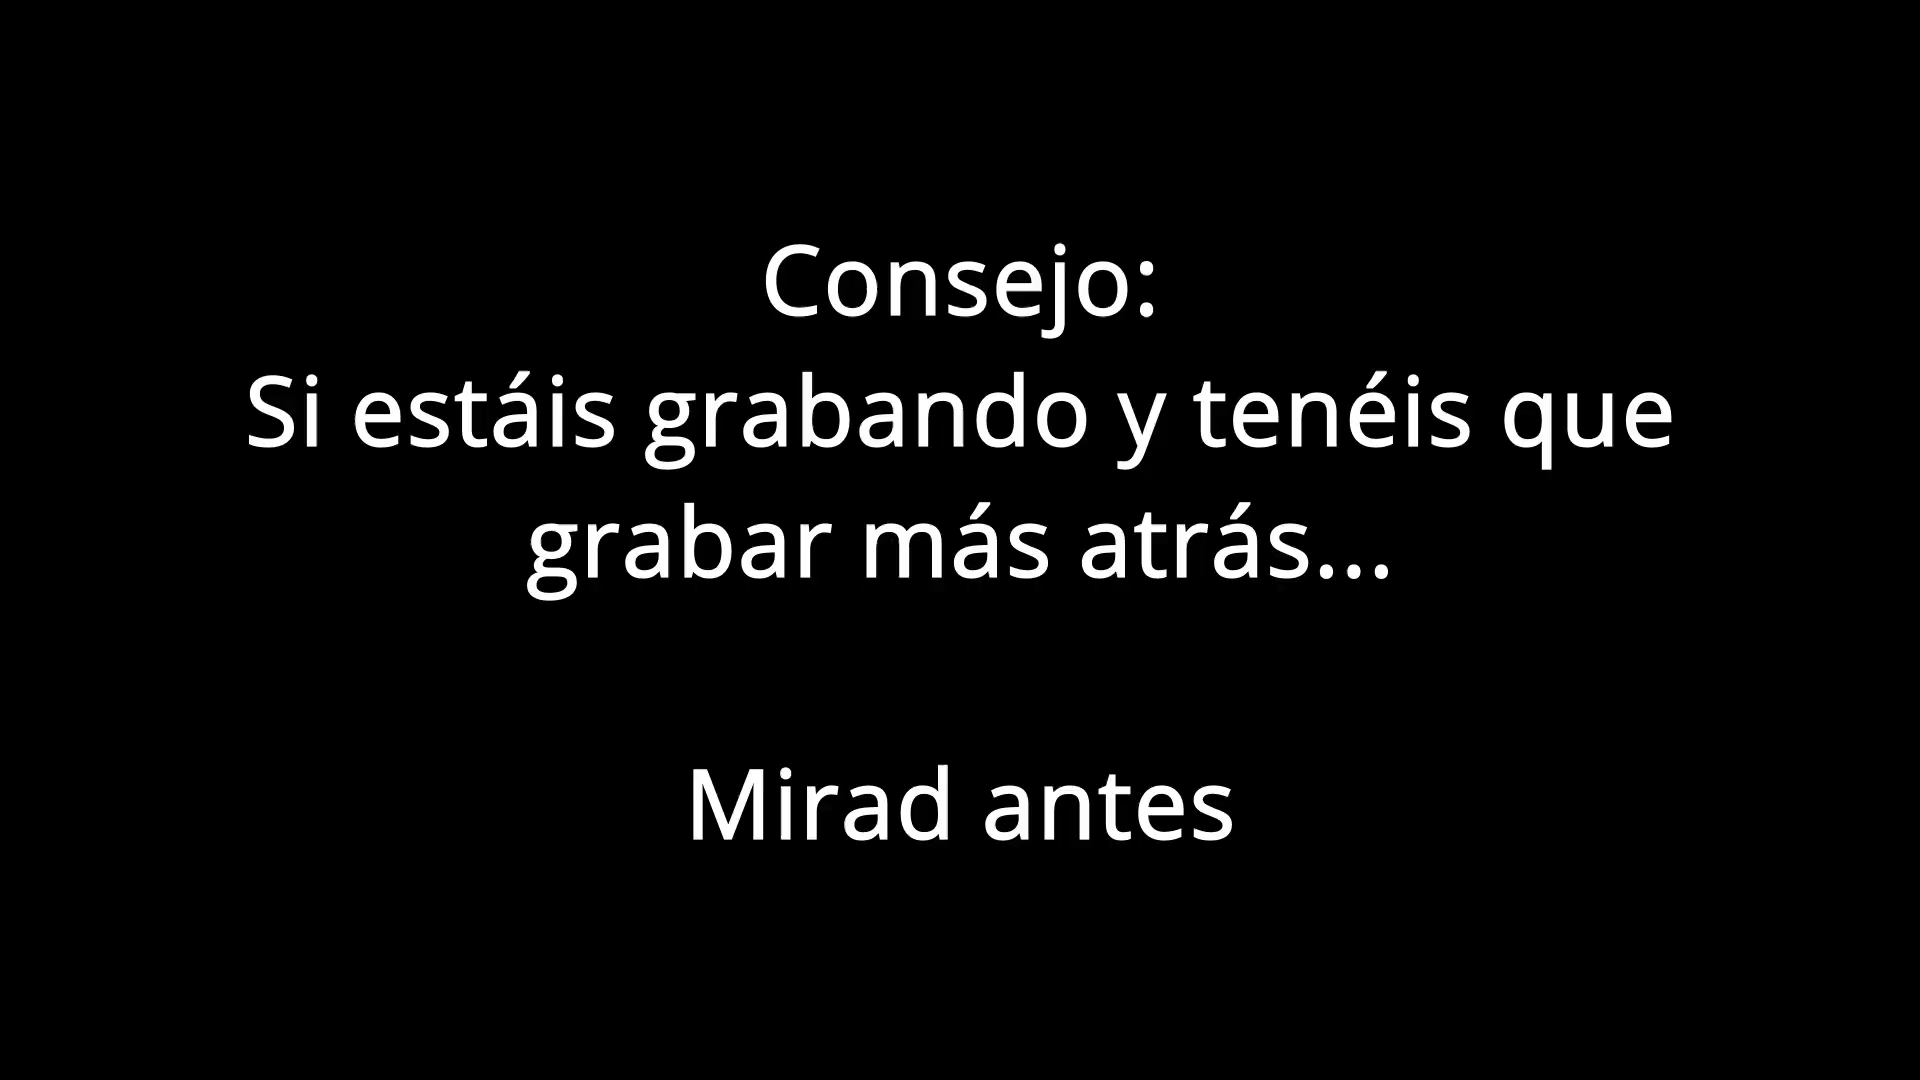 Consejo:
Si estáis grabando y tenéis que
grabar más atrás...
Mirad antes